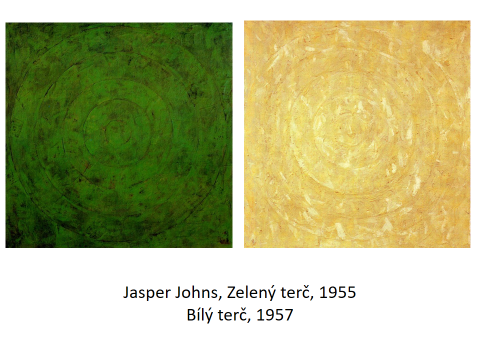 Jasper Johns, Zelený terč, 1955
Bílý terč, 1957